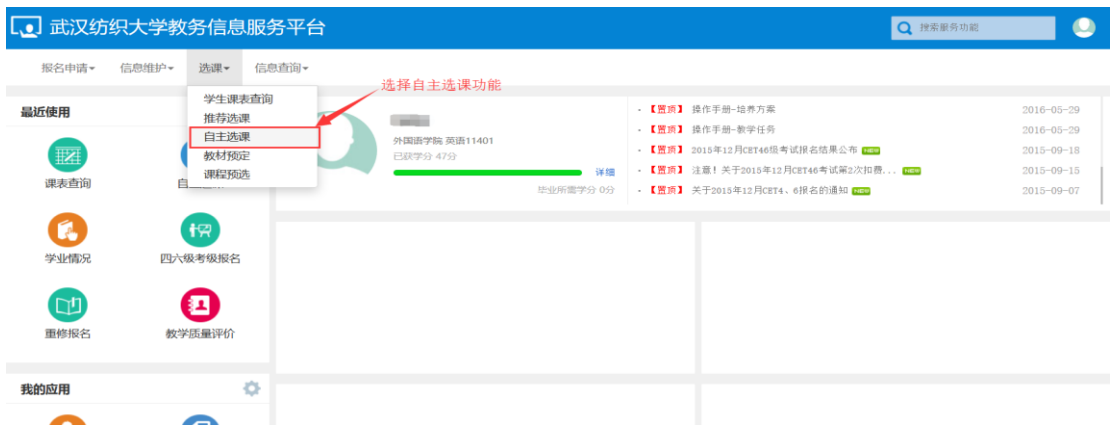 武汉纺织大学教务信息服务平台
搜索服务功能
报名申请 信息维护 选课 信息查询
选择自主选课功能
学生课表查询
推荐选课
自主选课
教材预定
课程预选
最近使用
课表查询
学业情况
四六级考级报名
重修报名
教学质量评价
我的应用
外国语学院 英语11401
已获学分 47分
详细
毕业所需学分 0分
【置顶】 操作手册-培养方案 2016-05-29
【置顶】 操作手册-教学任务 2016-05-29
【置顶】 2015年12月CET46组考试报名结果公布 NEW 2015-09-18
【置顶】 注意！关于2015年12月CET46考试第2次扣费... NEW 2015-09-15
【置顶】 关于2015年12月CET4、6报名的通知 NEW 2015-09-07